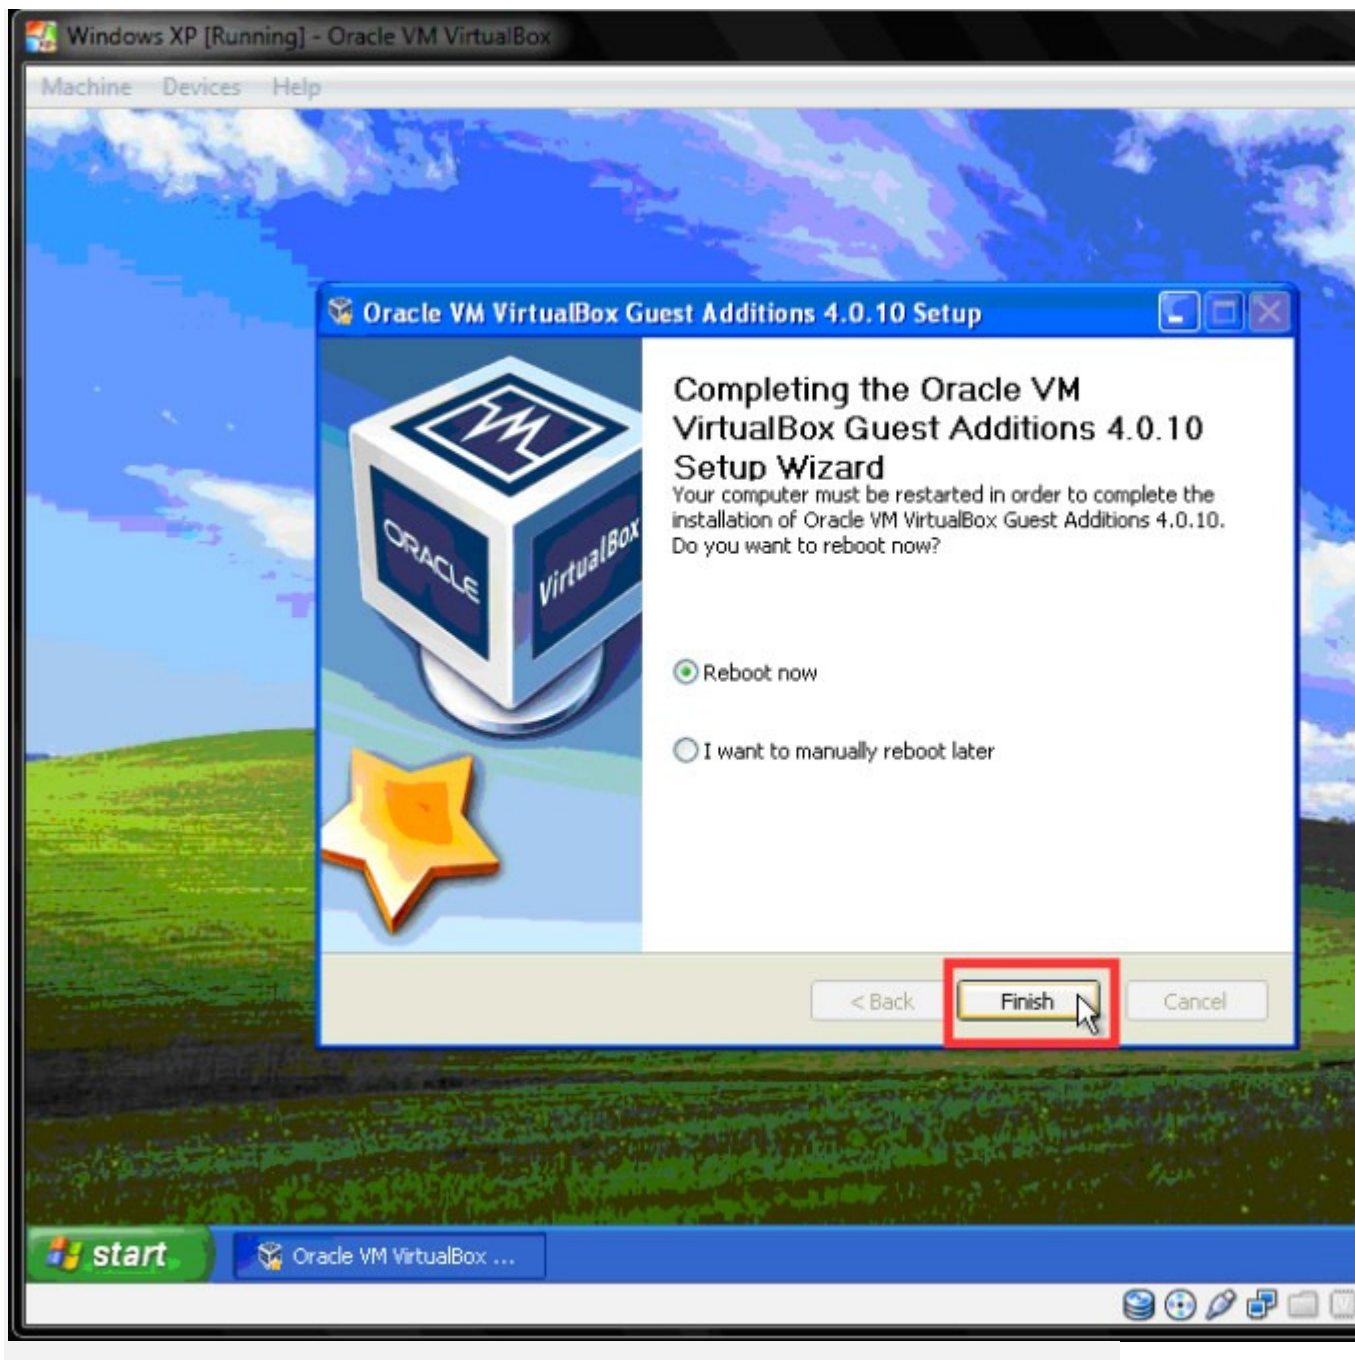 Windows XP [Running] - Oracle VM VirtualBox
Machine Devices Help
Oracle VM VirtualBox Guest Additions 4.0.10 Setup
ORACLE
VirtualBox
Completing the Oracle VM
VirtualBox Guest Additions 4.0.10
Setup Wizard
Your computer must be restarted in order to complete the
installation of Oracle VM VirtualBox Guest Additions 4.0.10.
Do you want to reboot now?
Reboot now
I want to manually reboot later
< Back Finish Cancel
start Oracle VM VirtualBox ...